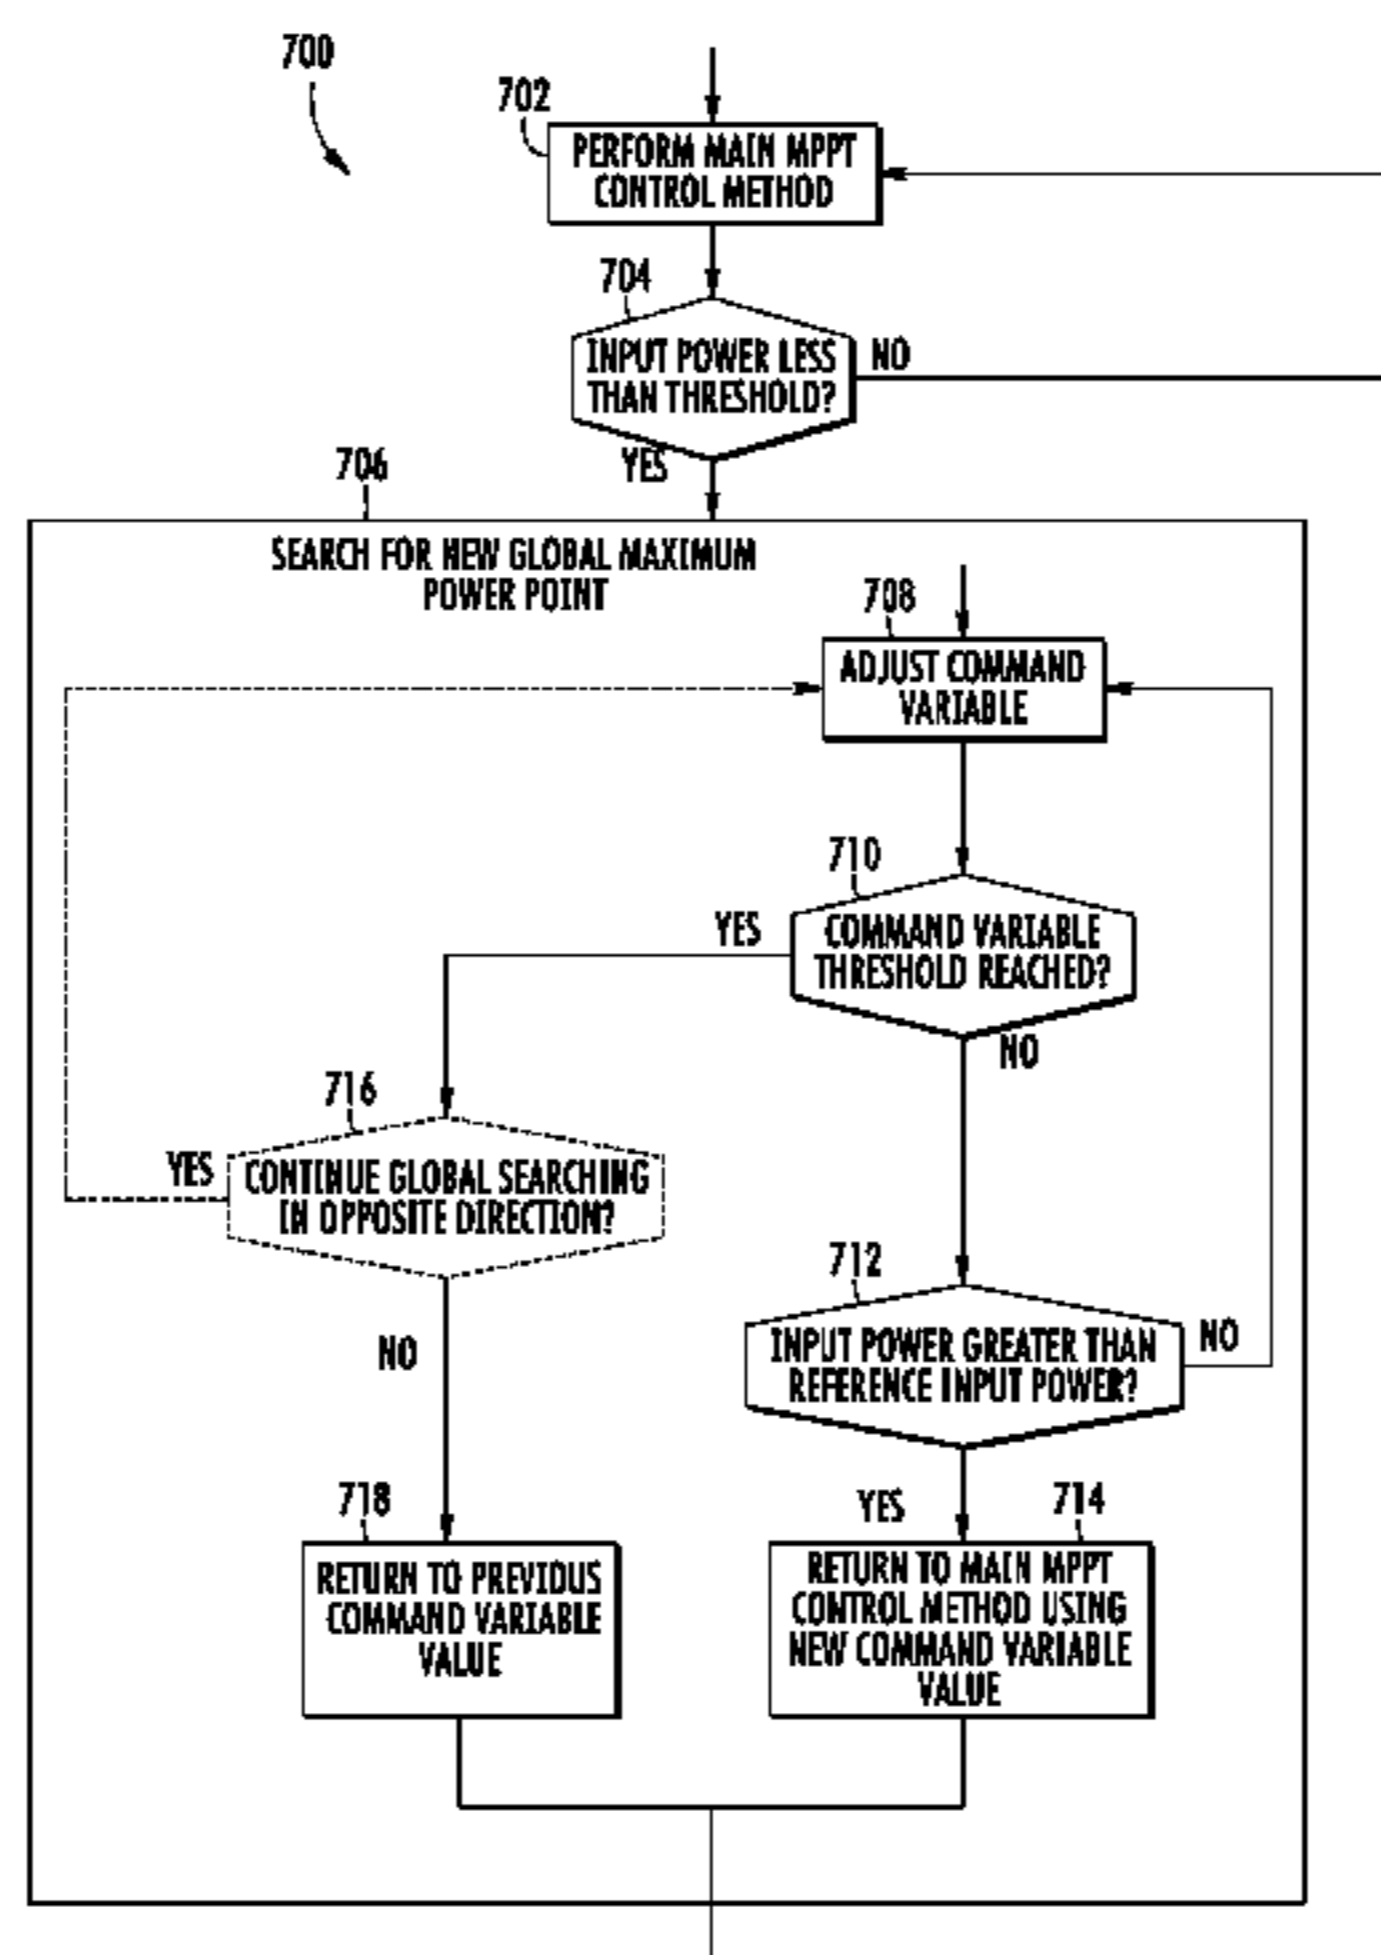 700
702
PERFORM MAIN MPPT
CONTROL METHOD
704
INPUT POWER LESS
THAN THRESHOLD?
NO
YES
706
SEARCH FOR NEW GLOBAL MAXIMUM
POWER POINT
708
ADJUST COMMAND
VARIABLE
710
COMMAND VARIABLE
THRESHOLD REACHED?
YES
NO
716
CONTINUE GLOBAL SEARCHING
IN OPPOSITE DIRECTION?
YES
NO
712
INPUT POWER GREATER THAN
REFERENCE INPUT POWER?
NO
YES
718
RETURN TO PREVIOUS
COMMAND VARIABLE
VALUE
714
RETURN TO MAIN MPPT
CONTROL METHOD USING
NEW COMMAND VARIABLE
VALUE